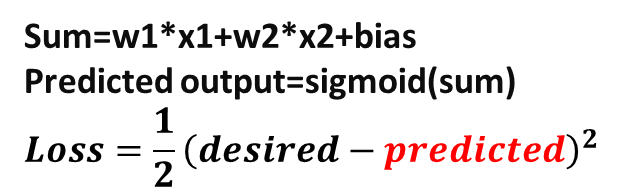 Sum=w1*x1+w2*x2+bias
Predicted output=sigmoid(sum)
Loss = 1/2 (desired − predicted)²